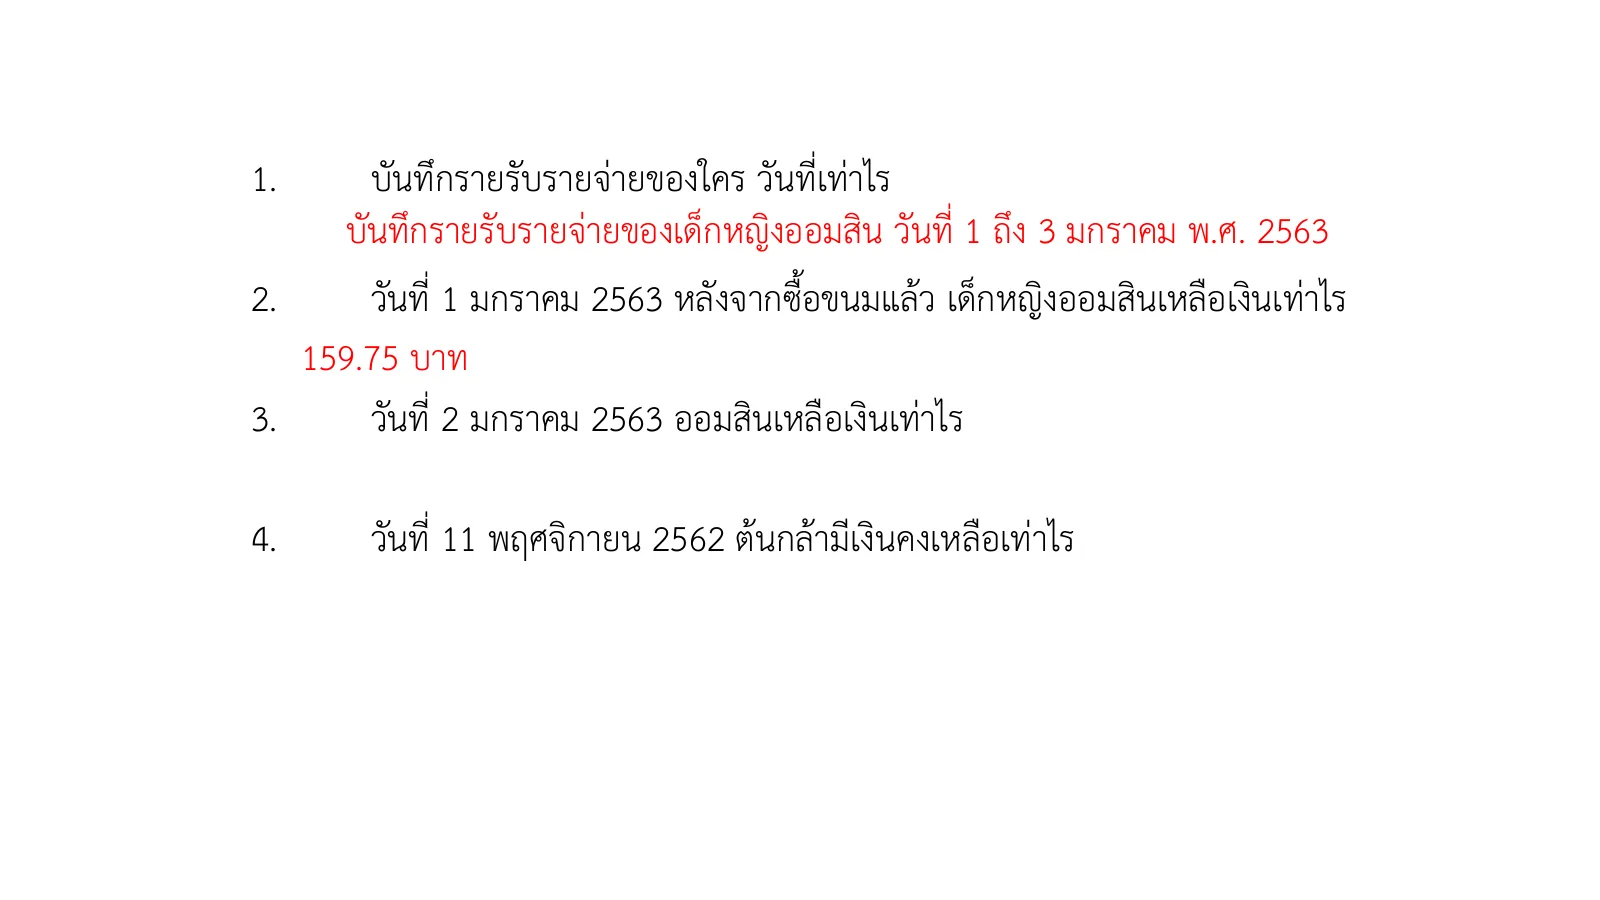 1. บันทึกรายรับรายจ่ายของใคร วันที่เท่าไร
บันทึกรายรับรายจ่ายของเด็กหญิงออมสิน วันที่ 1 ถึง 3 มกราคม พ.ศ. 2563
2. วันที่ 1 มกราคม 2563 หลังจากซื้อขนมแล้ว เด็กหญิงออมสินเหลือเงินเท่าไร
159.75 บาท
3. วันที่ 2 มกราคม 2563 ออมสินเหลือเงินเท่าไร
4. วันที่ 11 พฤศจิกายน 2562 ต้นกล้ามีเงินคงเหลือเท่าไร